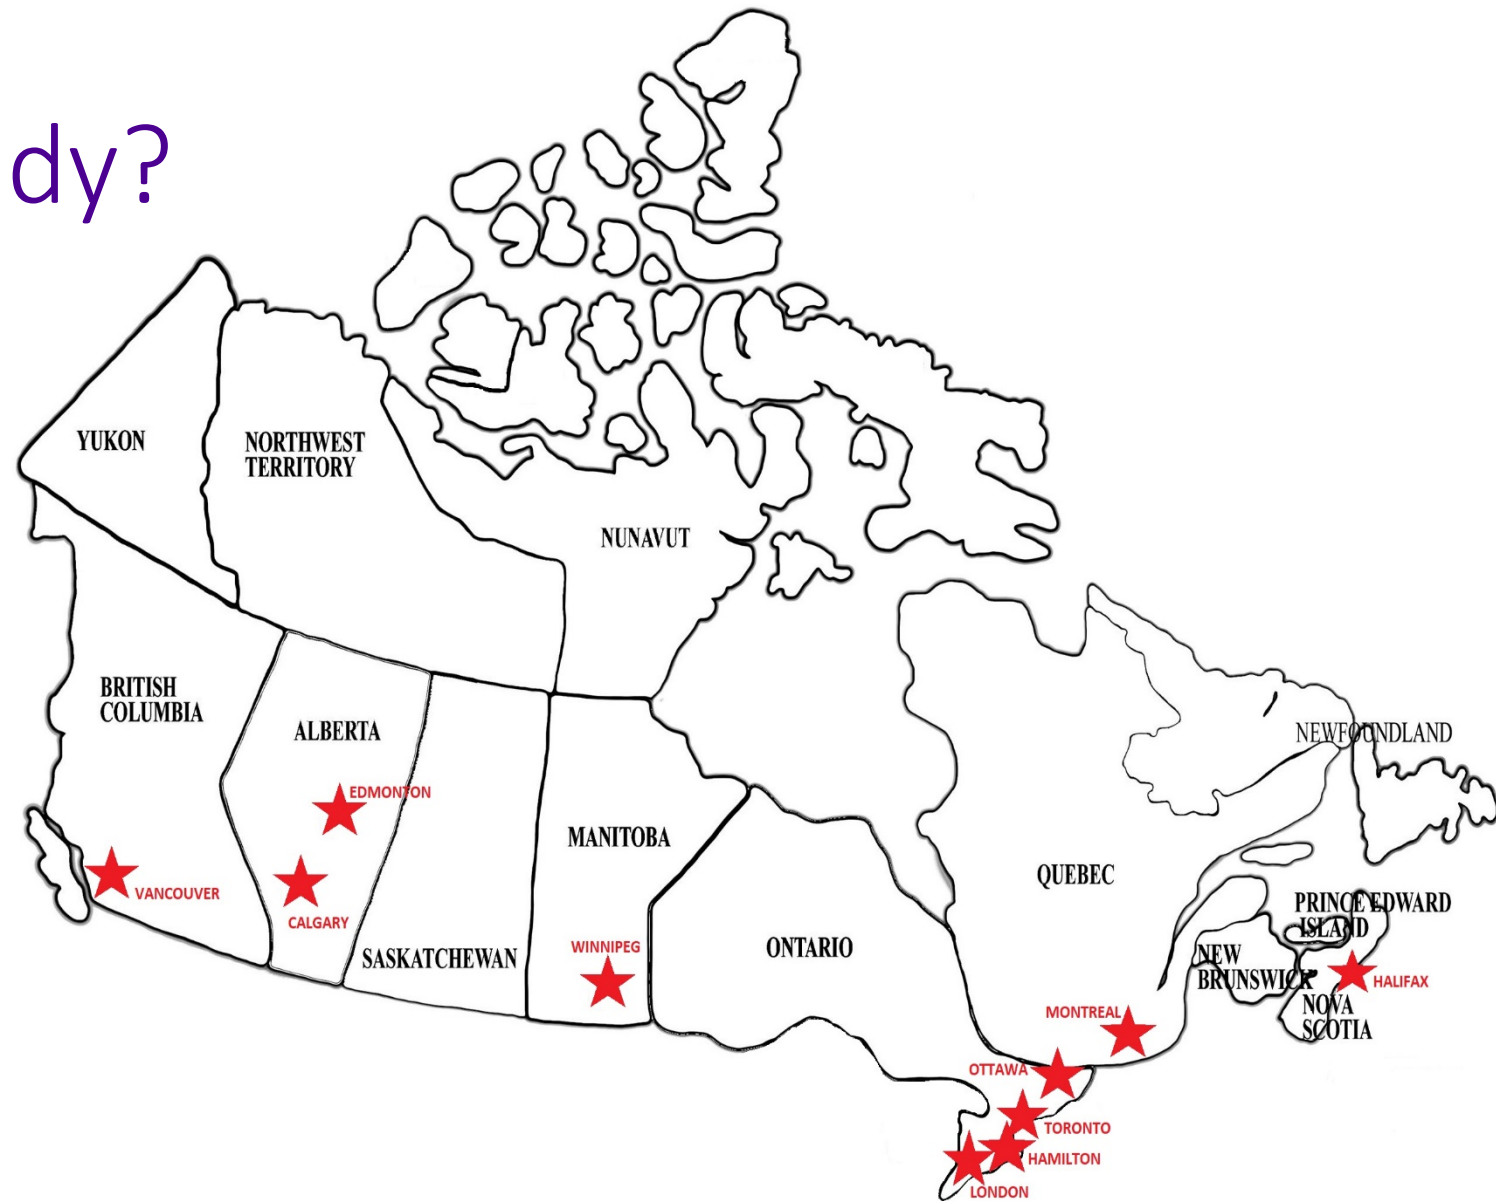 dy?
YUKON
NORTHWEST
TERRITORY
NUNAVUT
BRITISH
COLUMBIA
ALBERTA
NEWFOUNDLAND
EDMONTON
MANITOBA
VANCOUVER
QUEBEC
CALGARY
PRINCE EDWARD
ISLAND
SASKATCHEWAN
WINNIPEG
ONTARIO
NEW
BRUNSWICK
HALIFAX
NOVA
SCOTIA
MONTREAL
OTTAWA
TORONTO
HAMILTON
LONDON